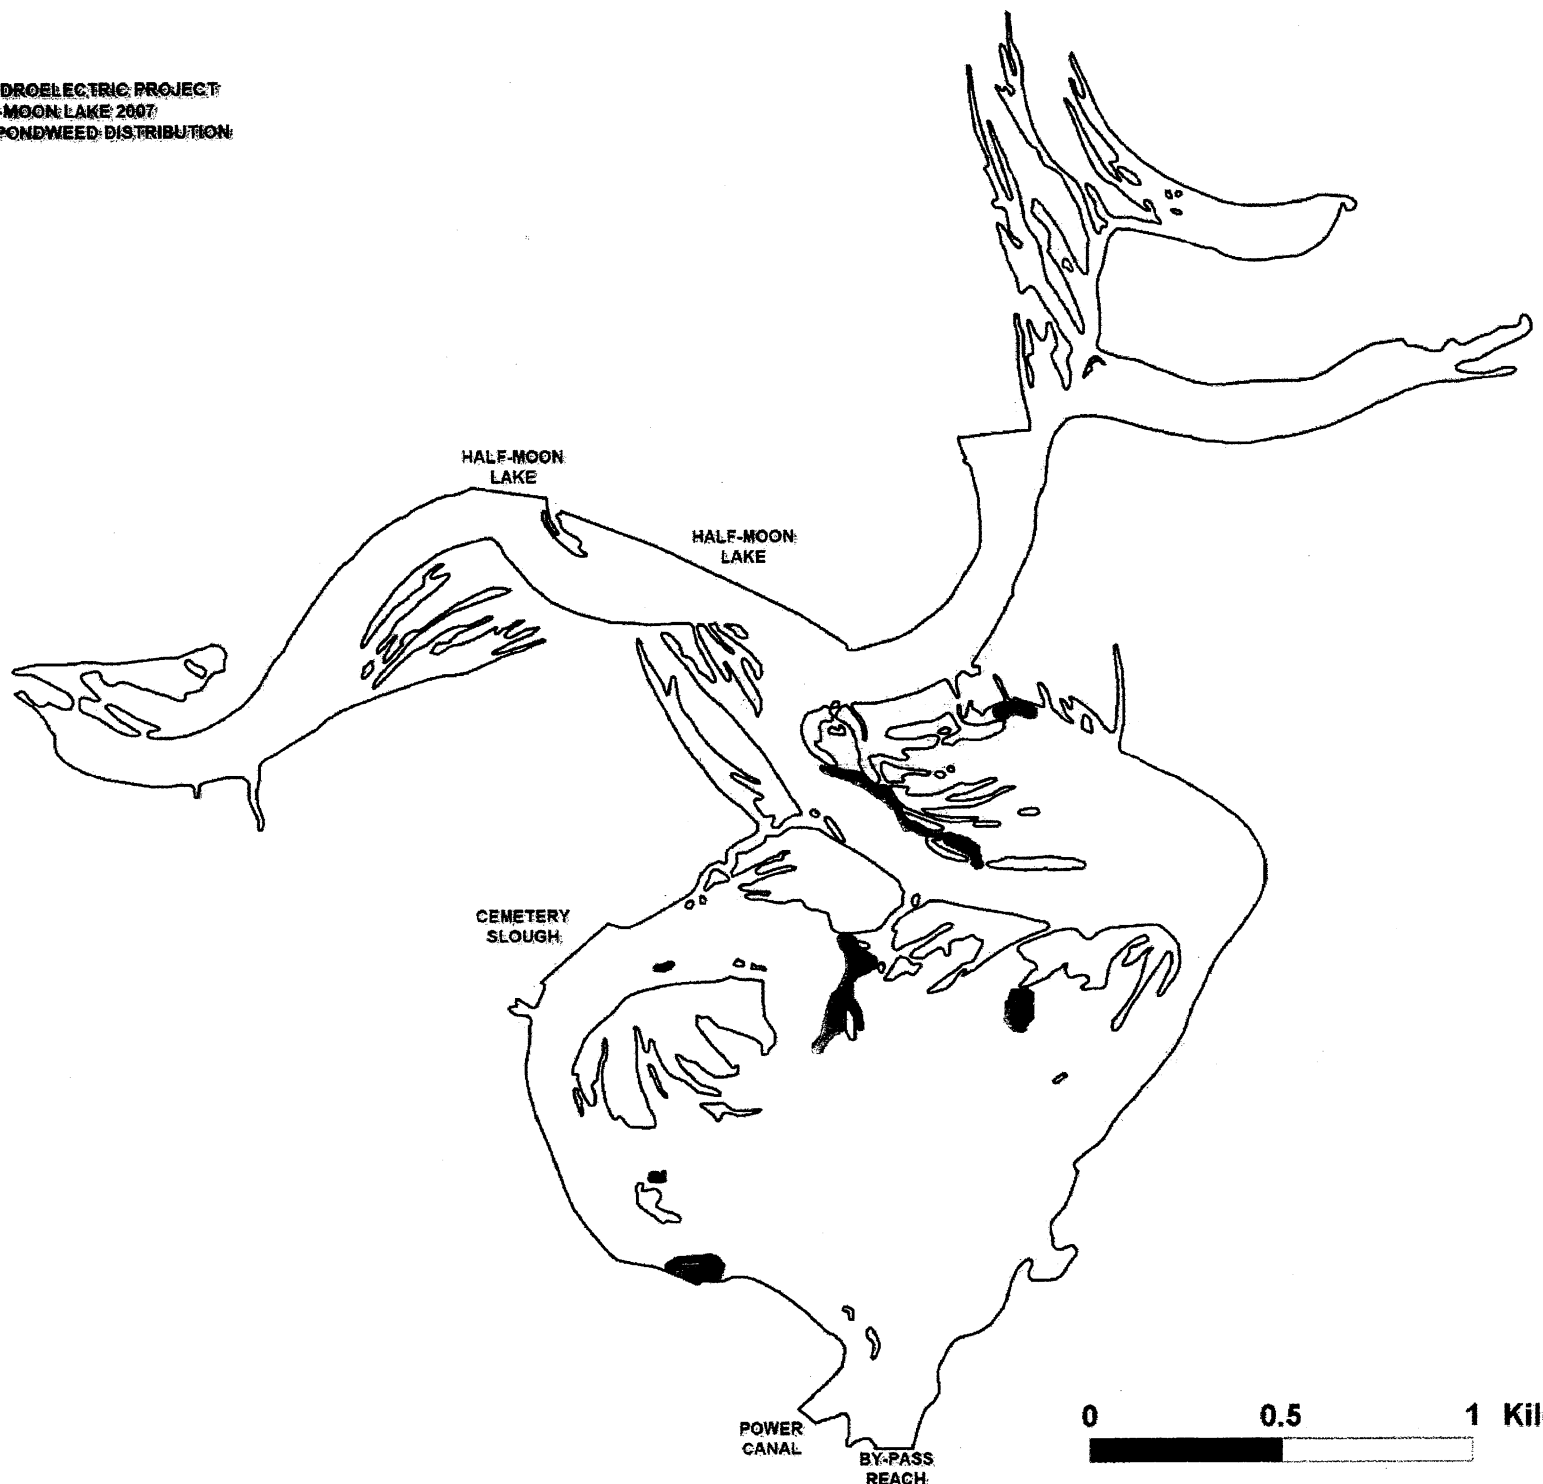 DROELECTRIC PROJECT
-MOON LAKE 2007
PONDWEED DISTRIBUTION
HALF-MOON
LAKE
HALF-MOON
LAKE
CEMETERY
SLOUGH
POWER
CANAL
BY-PASS
REACH
0 0.5 1 Kil